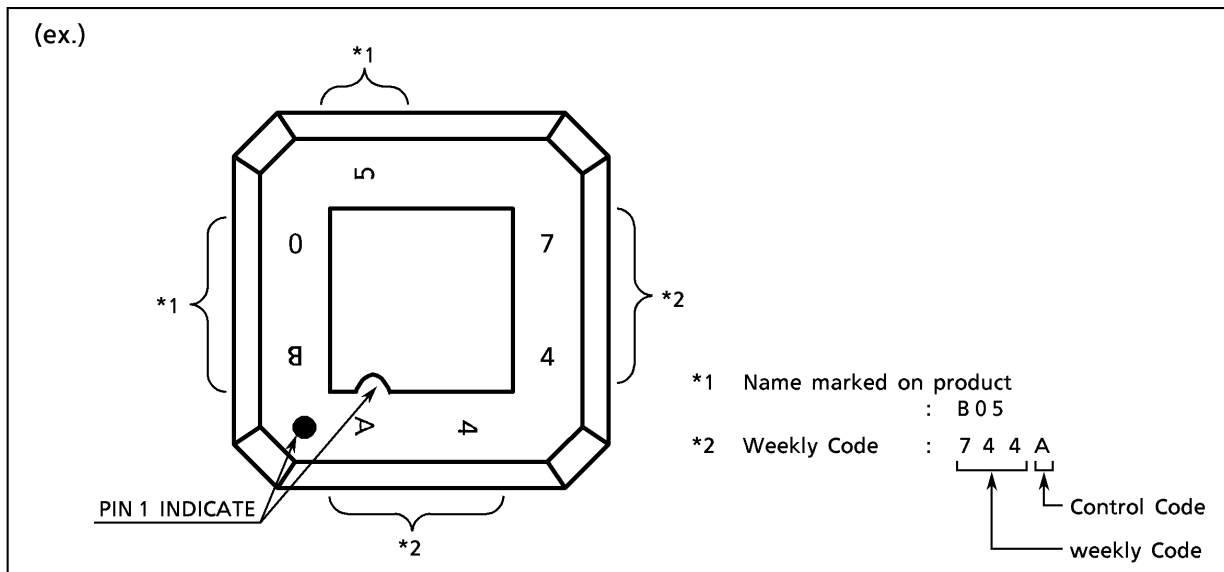 (ex.)
*1
5
0
7
*1
*2
B
4
A
4
PIN 1 INDICATE
*2
*1 Name marked on product
: B 0 5
*2 Weekly Code : 7 4 4 A
Control Code
weekly Code